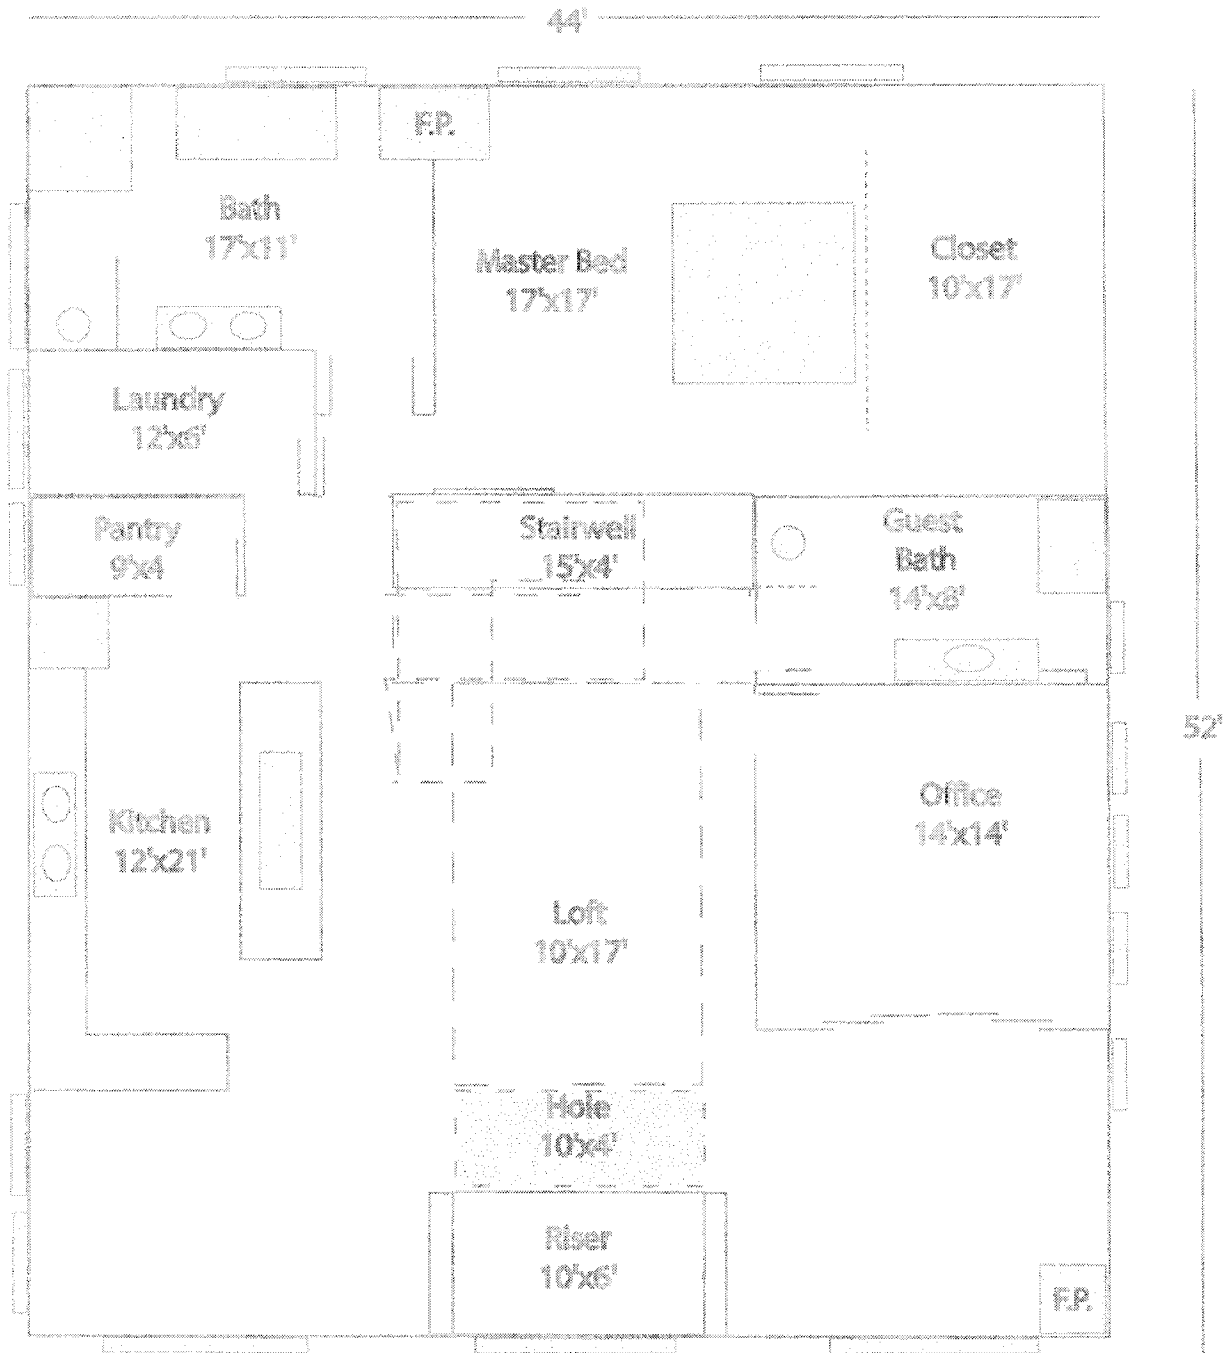 44'
F.P.
Bath
17'x11'
Master Bed
17'x17'
Closet
10'x17'
Laundry
12'x6'
Pantry
9'x4
Stairwell
15'x4'
Guest
Bath
14'x8'
52'
Kitchen
12'x21'
Office
14'x14'
Loft
10'x17'
Hole
10'x4'
Riser
10'x6'
F.P.